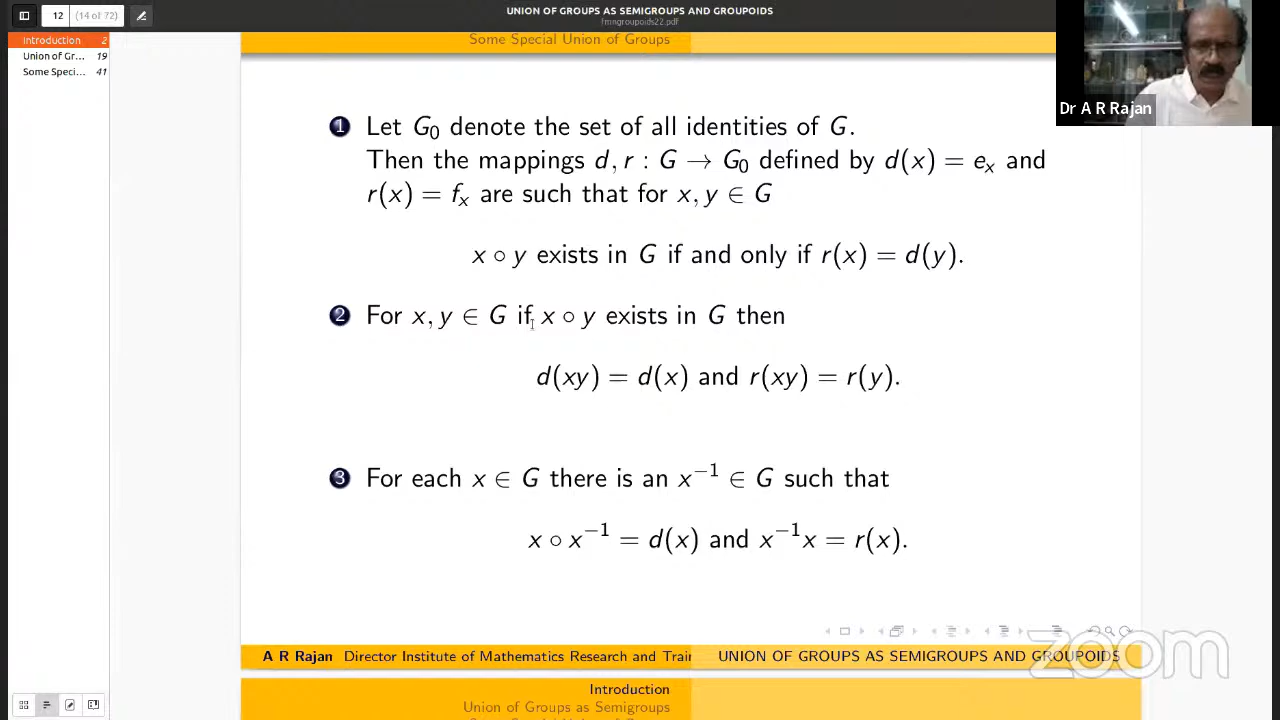 12
(14 of 72)
UNION OF GROUPS AS SEMIGROUPS AND GROUPOIDS
fmngroupoids22.pdf
Introduction 2
Union of Gr... 19
Some Speci... 41
Some Special Union of Groups
Dr A R Rajan
1 Let G₀ denote the set of all identities of G.
Then the mappings d, r : G → G₀ defined by d(x) = eₓ and
r(x) = fₓ are such that for x, y ∈ G
x ∘ y exists in G if and only if r(x) = d(y).
2 For x, y ∈ G if x ∘ y exists in G then
d(xy) = d(x) and r(xy) = r(y).
3 For each x ∈ G there is an x⁻¹ ∈ G such that
x ∘ x⁻¹ = d(x) and x⁻¹x = r(x).
zoom
A R Rajan Director Institute of Mathematics Research and Trai UNION OF GROUPS AS SEMIGROUPS AND GROUPOIDS
Introduction
Union of Groups as Semigroups